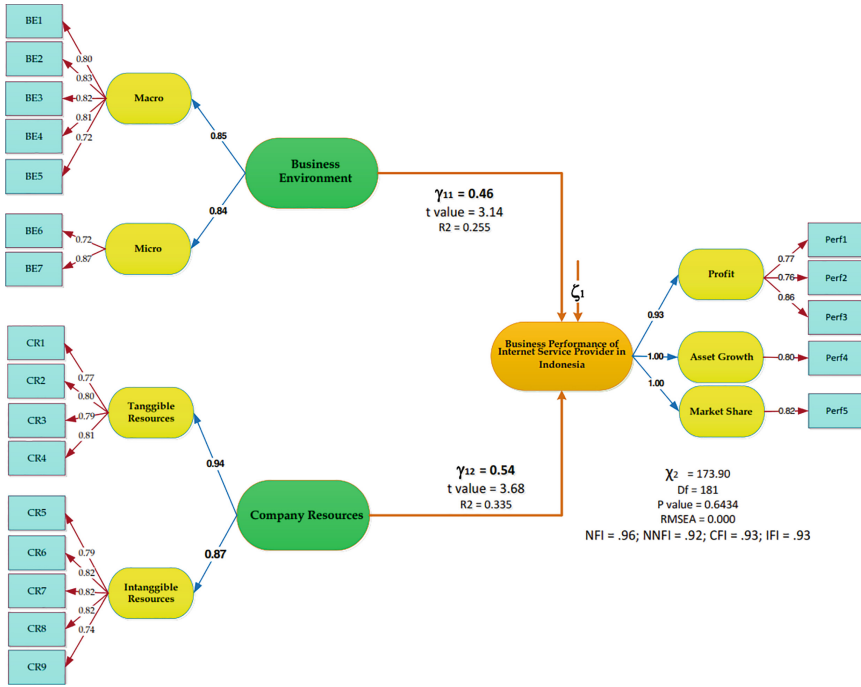 BE1
BE2
BE3
BE4
BE5
0.80
0.83
0.82
0.81
0.72
Macro
0.85
Business
Environment
0.84
BE6
BE7
0.72
0.87
Micro
γ11 = 0.46
t value = 3.14
R2 = 0.255
ζ1
Business Performance of
Internet Service Provider in
Indonesia
0.93
1.00
1.00
Profit
0.77
0.76
0.86
Perf1
Perf2
Perf3
Asset Growth
0.80
Perf4
Market Share
0.82
Perf5
CR1
CR2
CR3
CR4
0.77
0.80
0.79
0.81
Tanggible
Resources
0.94
Company Resources
0.87
γ12 = 0.54
t value = 3.68
R2 = 0.335
CR5
CR6
CR7
CR8
CR9
0.79
0.82
0.82
0.82
0.74
Intanggible
Resources
χ2 = 173.90
Df = 181
P value = 0.6434
RMSEA = 0.000
NFI = .96; NNFI = .92; CFI = .93; IFI = .93